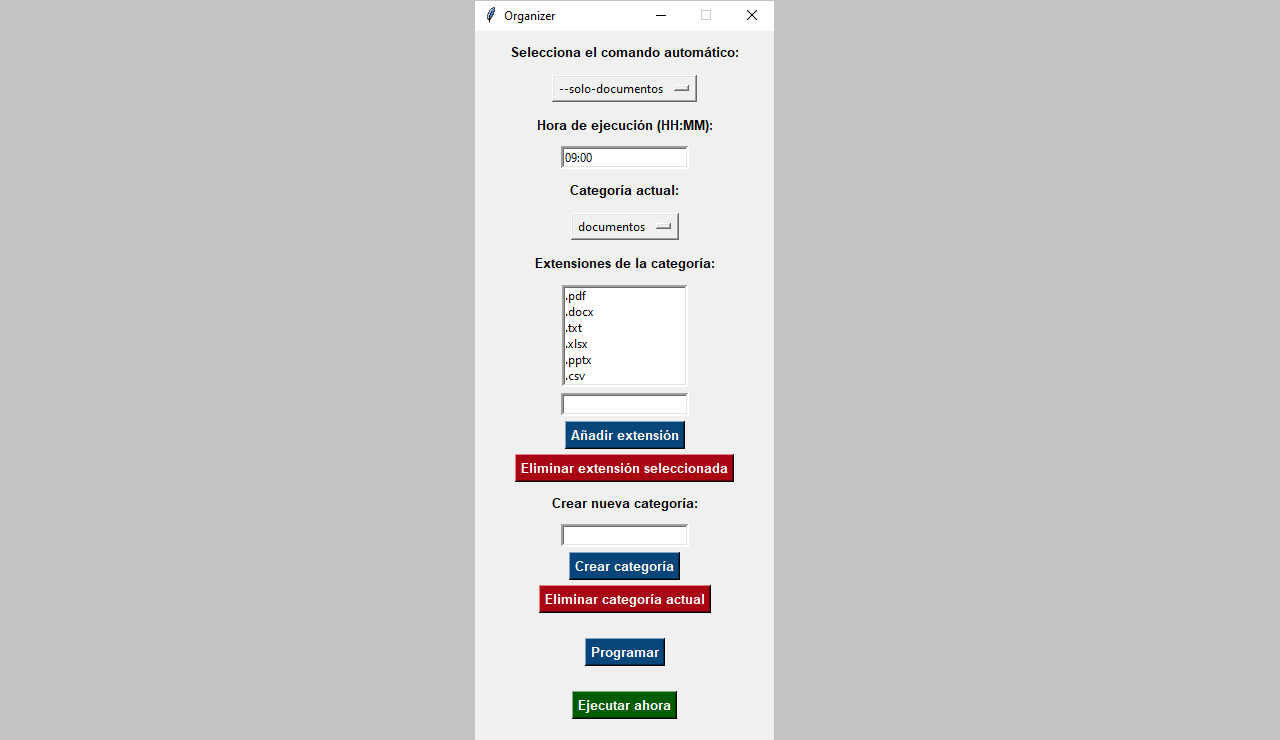 Organizer
Selecciona el comando automático:
--solo-documentos
Hora de ejecución (HH:MM):
09:00
Categoría actual:
documentos
Extensiones de la categoría:
.pdf
.docx
.txt
.xlsx
.pptx
.csv
Añadir extensión
Eliminar extensión seleccionada
Crear nueva categoría:
Crear categoría
Eliminar categoría actual
Programar
Ejecutar ahora